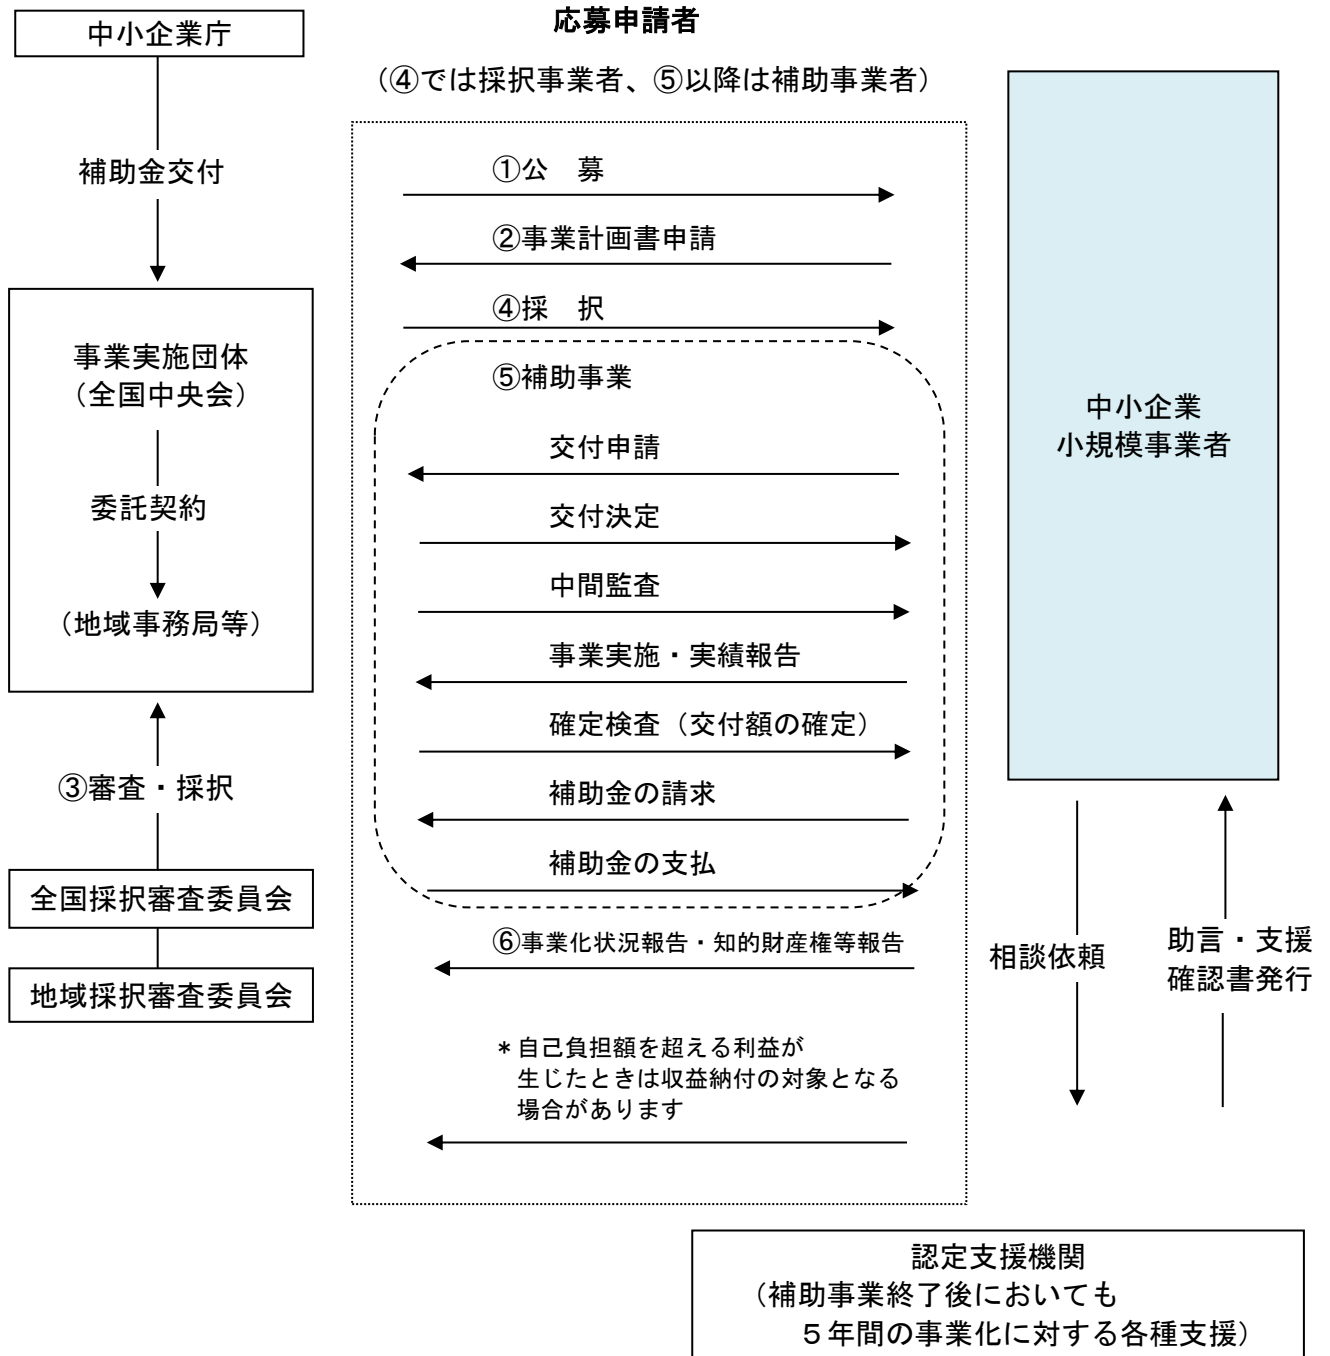 応募申請者
（④では採択事業者、⑤以降は補助事業者）
中小企業庁
補助金交付
事業実施団体
（全国中央会）
委託契約
（地域事務局等）
③審査・採択
全国採択審査委員会
地域採択審査委員会
①公　募
②事業計画書申請
④採　択
⑤補助事業
交付申請
交付決定
中間監査
事業実施・実績報告
確定検査（交付額の確定）
補助金の請求
補助金の支払
⑥事業化状況報告・知的財産権等報告
＊自己負担額を超える利益が
生じたときは収益納付の対象となる
場合があります
中小企業
小規模事業者
相談依頼
助言・支援
確認書発行
認定支援機関
（補助事業終了後においても
５年間の事業化に対する各種支援）